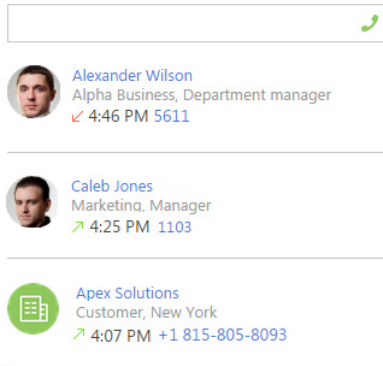 Alexander Wilson
Alpha Business, Department manager
4:46 PM 5611
Caleb Jones
Marketing, Manager
4:25 PM 1103
Apex Solutions
Customer, New York
4:07 PM +1 815-805-8093